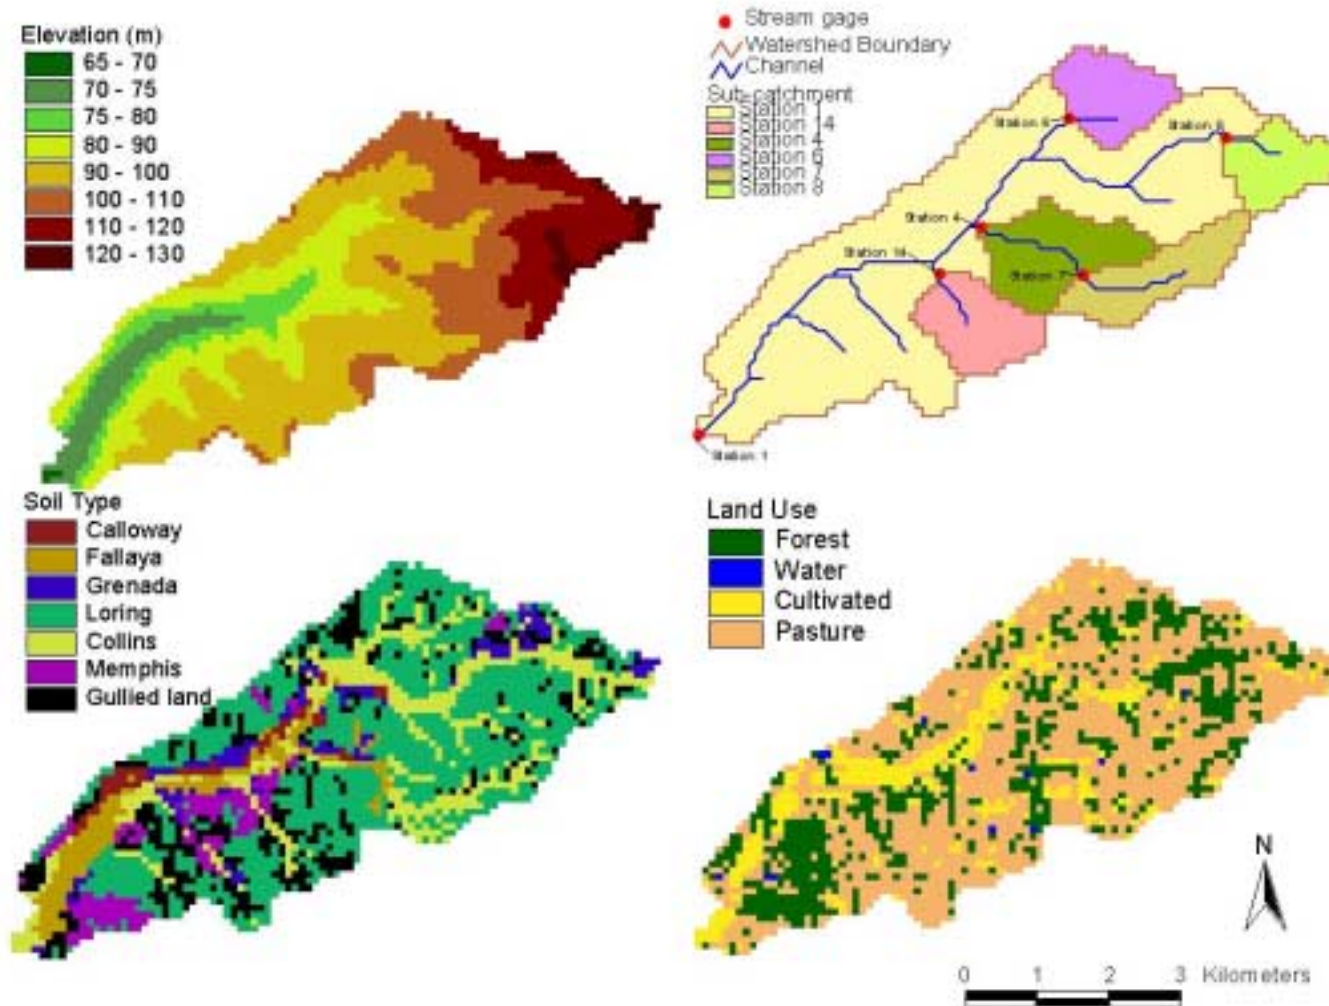 Elevation (m)
65 - 70
70 - 75
75 - 80
80 - 90
90 - 100
100 - 110
110 - 120
120 - 130
Stream gage
Watershed Boundary
Channel
Sub-catchment
Station 1
Station 14
Station 4
Station 6
Station 7
Station 8
Station 6
Station 8
Station 4
Station 14
Station 7
Station 1
Soil Type
Calloway
Fallaya
Grenada
Loring
Collins
Memphis
Gullied land
Land Use
Forest
Water
Cultivated
Pasture
N
0 1 2 3 Kilometers